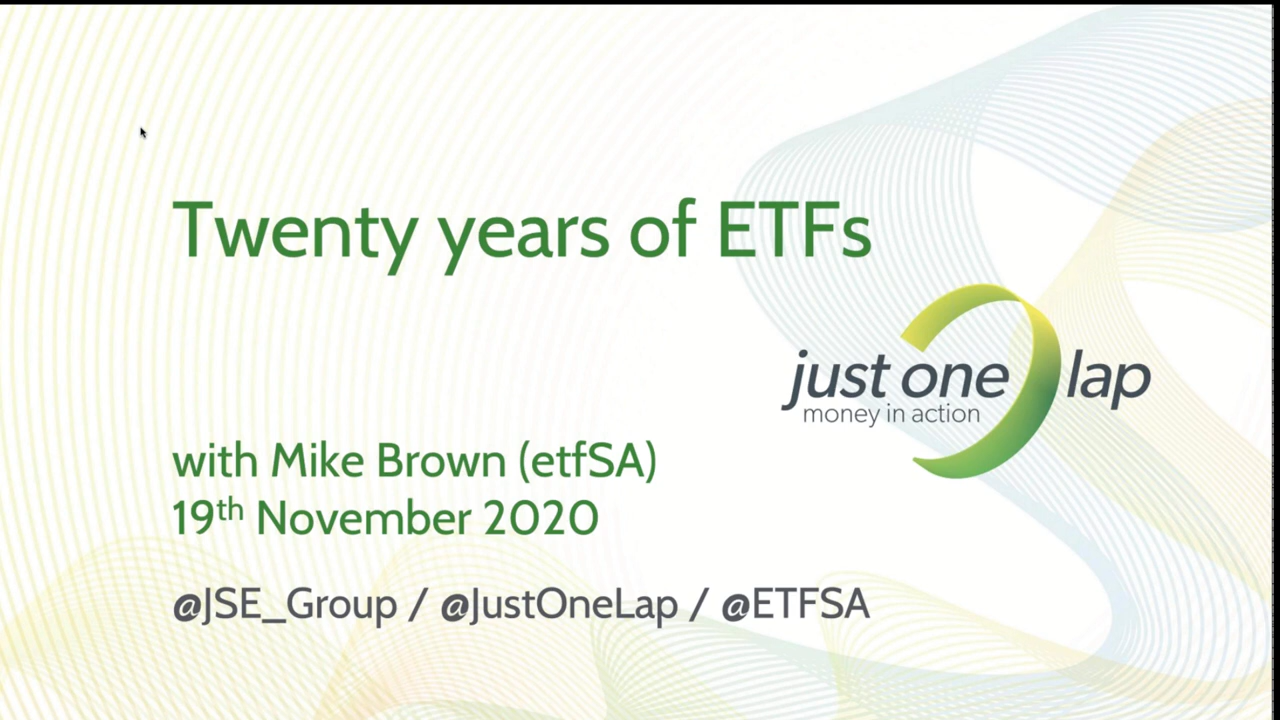 Twenty years of ETFs
just one lap
money in action
with Mike Brown (etfSA)
19th November 2020
@JSE_Group / @JustOneLap / @ETFSA